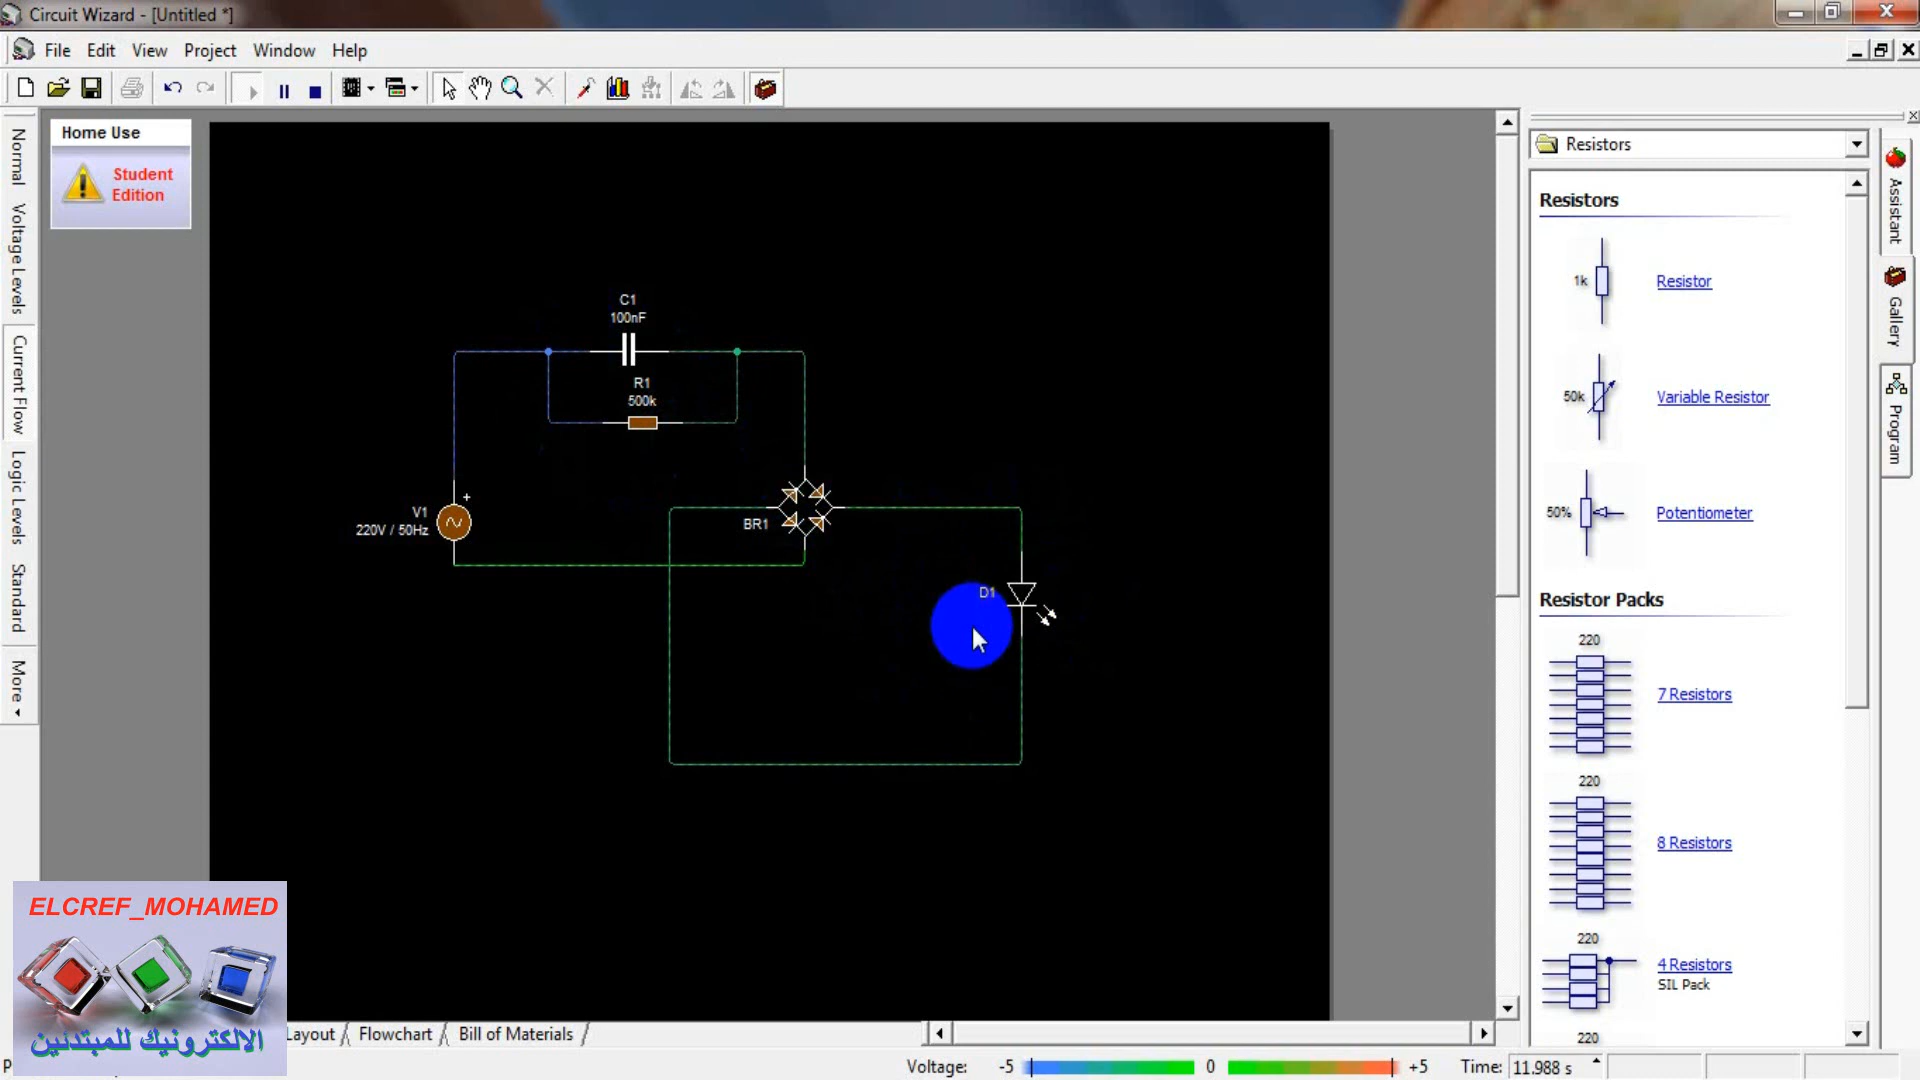 Circuit Wizard - [Untitled *]
File Edit View Project Window Help
Home Use
Student
Edition
Normal
Voltage Levels
Current Flow
Logic Levels
Standard
More
C1
100nF
R1
500k
V1
220V / 50Hz
+
BR1
D1
Resistors
Resistors
1k Resistor
50k Variable Resistor
50% Potentiometer
Resistor Packs
220
7 Resistors
220
8 Resistors
220
4 Resistors
SIL Pack
220
Assistant
Gallery
Program
ELCREF_MOHAMED
الالكترونيك للمبتدئين
Layout Flowchart Bill of Materials
Voltage: -5 0 +5 Time: 11.988 s